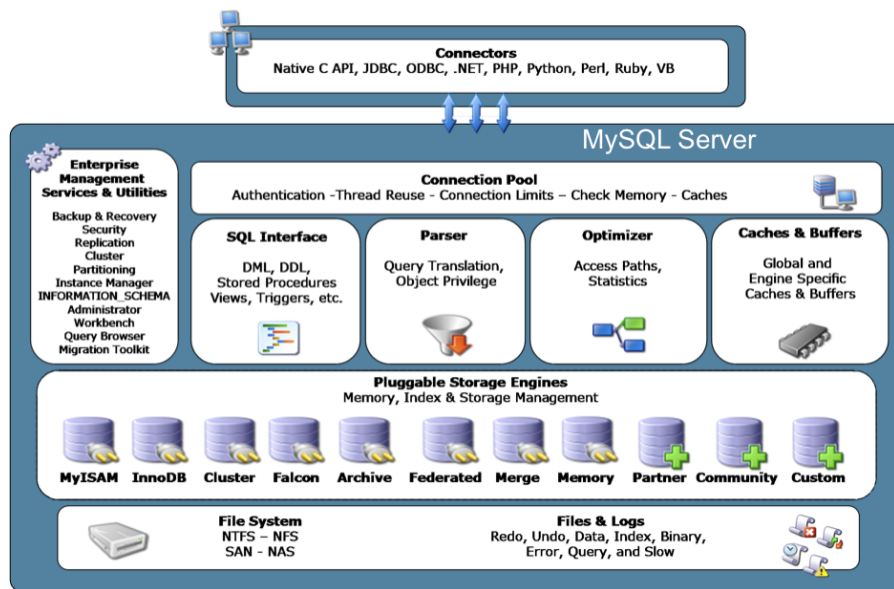 Connectors
Native C API, JDBC, ODBC, .NET, PHP, Python, Perl, Ruby, VB
MySQL Server
Enterprise
Management
Services & Utilities
Backup & Recovery
Security
Replication
Cluster
Partitioning
Instance Manager
INFORMATION_SCHEMA
Administrator
Workbench
Query Browser
Migration Toolkit
Connection Pool
Authentication -Thread Reuse - Connection Limits – Check Memory - Caches
SQL Interface
DML, DDL,
Stored Procedures
Views, Triggers, etc.
Parser
Query Translation,
Object Privilege
Optimizer
Access Paths,
Statistics
Caches & Buffers
Global and
Engine Specific
Caches & Buffers
Pluggable Storage Engines
Memory, Index & Storage Management
MyISAM InnoDB Cluster Falcon Archive Federated Merge Memory Partner Community Custom
File System
NTFS – NFS
SAN - NAS
Files & Logs
Redo, Undo, Data, Index, Binary,
Error, Query, and Slow